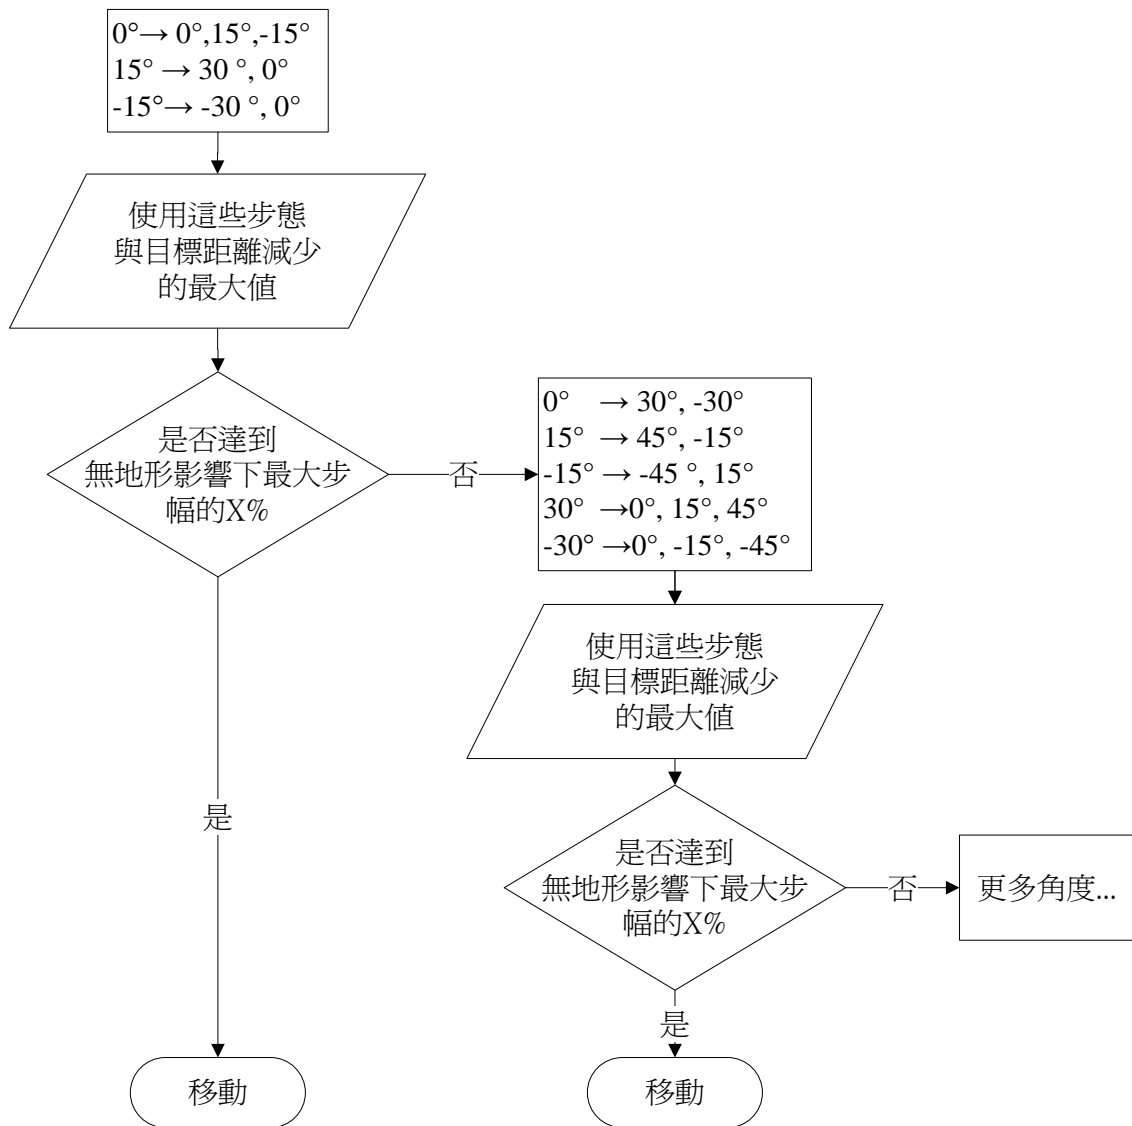 0°→ 0°,15°,-15°
15° → 30 °, 0°
-15°→ -30 °, 0°
使用這些步態
與目標距離減少
的最大值
是否達到
無地形影響下最大步
幅的X%
否
0° → 30°, -30°
15° → 45°, -15°
-15° → -45 °, 15°
30° →0°, 15°, 45°
-30° →0°, -15°, -45°
使用這些步態
與目標距離減少
的最大值
是
是否達到
無地形影響下最大步
幅的X%
否
更多角度...
是
移動
移動